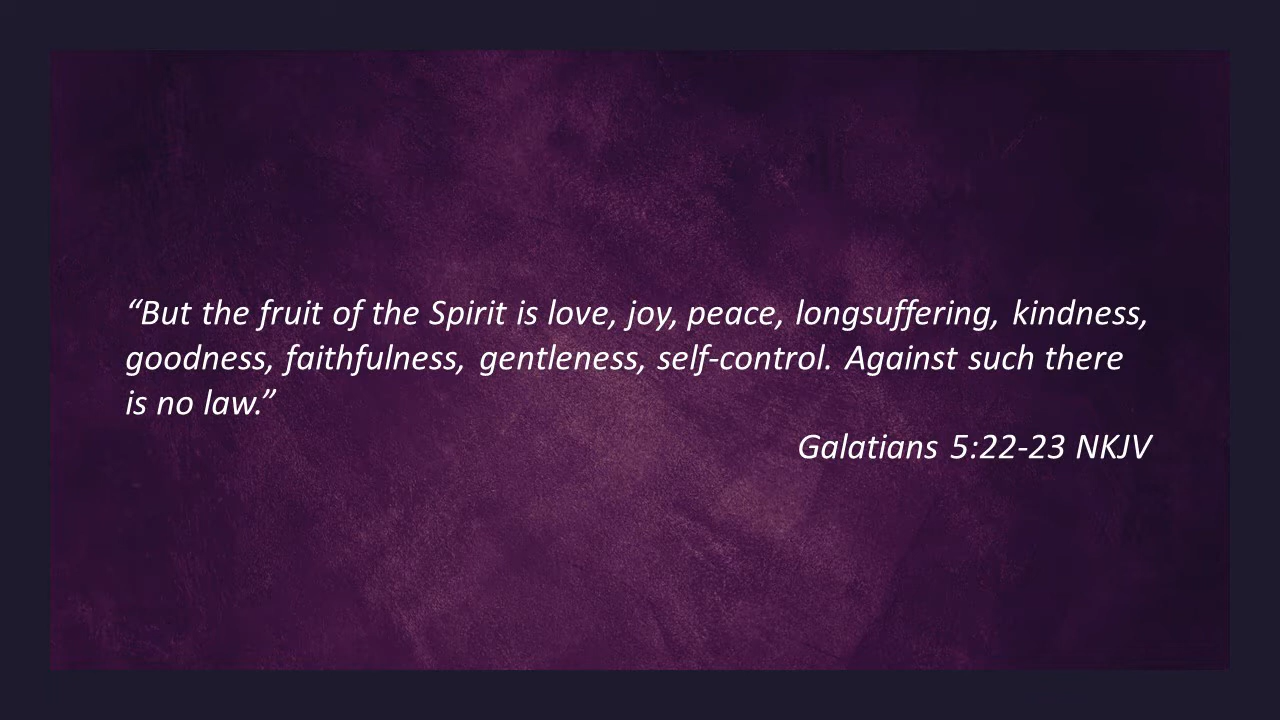 “But the fruit of the Spirit is love, joy, peace, longsuffering, kindness,
goodness, faithfulness, gentleness, self-control. Against such there
is no law.”
Galatians 5:22-23 NKJV